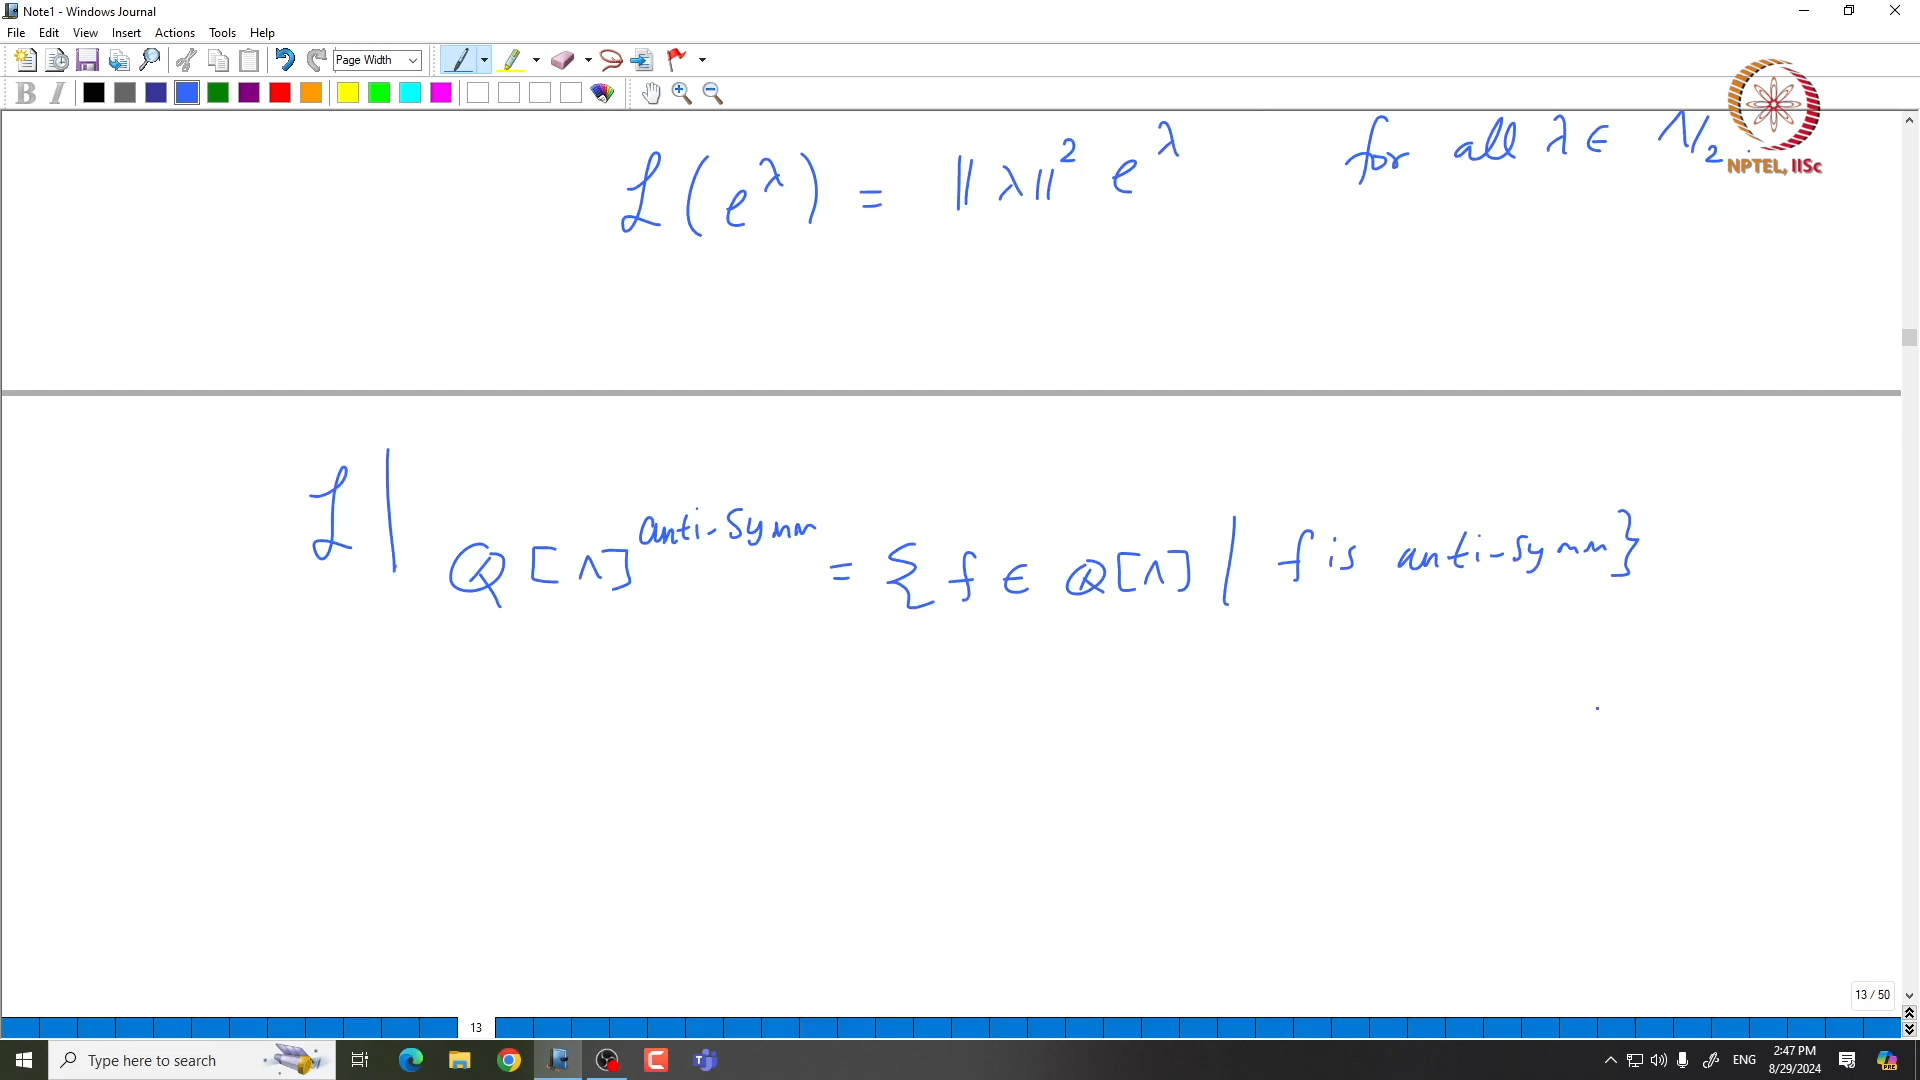 Note1 - Windows Journal
File Edit View Insert Actions Tools Help
Page Width
B I
NPTEL, IISc
ℒ(e^λ) = ||λ||² e^λ for all λ ∈ Λ/2.
ℒ | Q[Λ]^anti-symm = { f ∈ Q[Λ] | f is anti-symm }
13 / 50
13
Type here to search
ENG
2:47 PM
8/29/2024